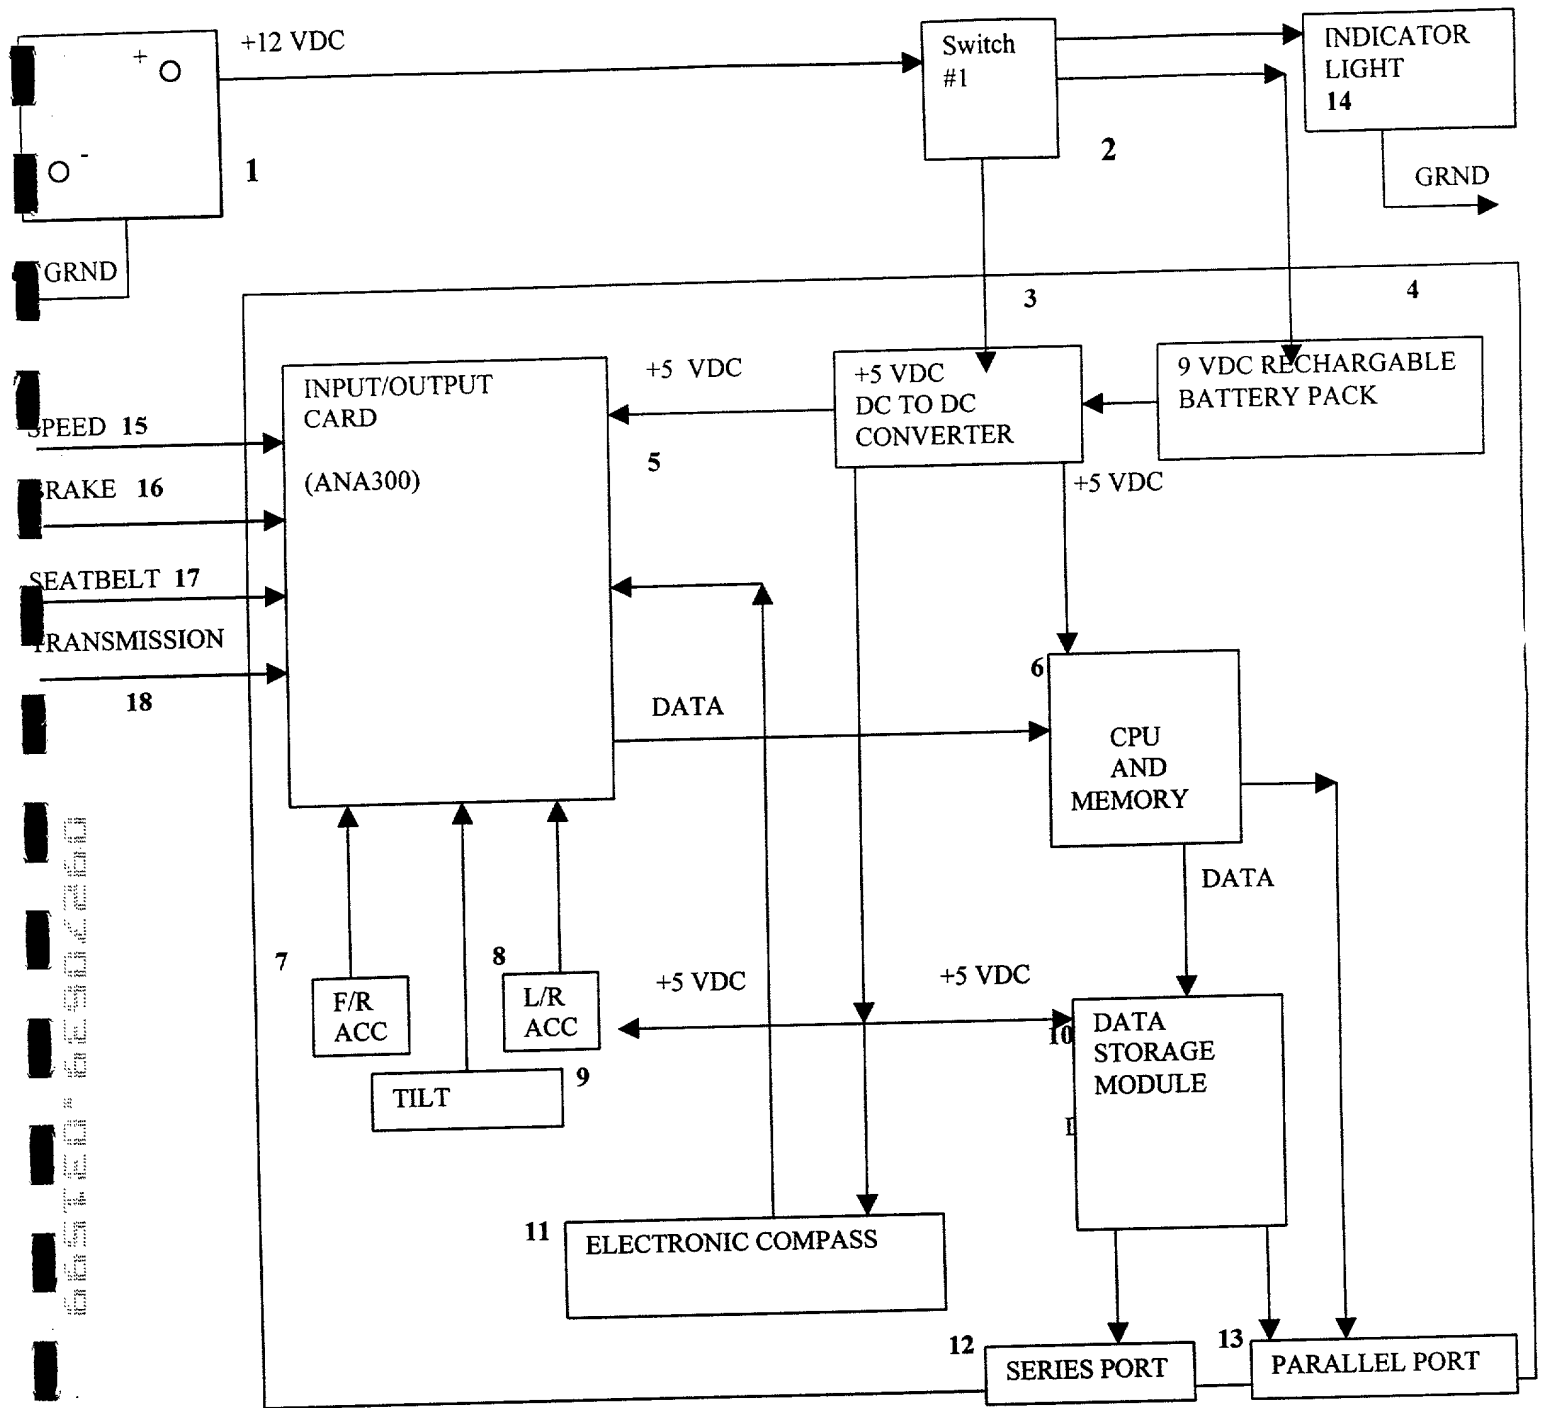 +12 VDC
+
-
1
GRND
Switch
#1
2
INDICATOR
LIGHT
14
GRND
3
4
INPUT/OUTPUT
CARD
(ANA300)
+5 VDC
5
+5 VDC
DC TO DC
CONVERTER
9 VDC RECHARGABLE
BATTERY PACK
+5 VDC
SPEED 15
BRAKE 16
SEATBELT 17
TRANSMISSION
18
DATA
6
CPU
AND
MEMORY
DATA
7
F/R
ACC
8
L/R
ACC
9
TILT
+5 VDC
+5 VDC
10
DATA
STORAGE
MODULE
D
11
ELECTRONIC COMPASS
12
SERIES PORT
13
PARALLEL PORT